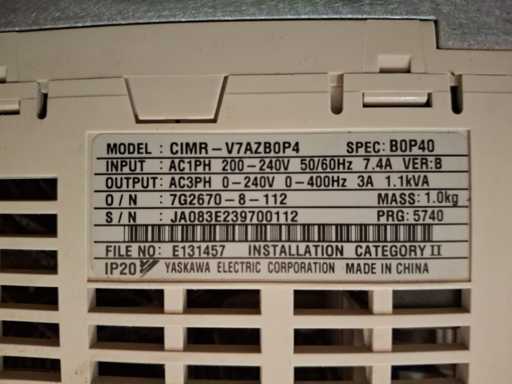 MODEL : CIMR-V7AZB0P4 SPEC: B0P40
INPUT : AC1PH 200-240V 50/60Hz 7.4A VER:B
OUTPUT: AC3PH 0-240V 0-400Hz 3A 1.1kVA
O / N : 7G2670-8-112 MASS: 1.0kg
S / N : JA083E239700112 PRG: 5740
FILE NO: E131457 INSTALLATION CATEGORY II
IP20 YASKAWA ELECTRIC CORPORATION MADE IN CHINA